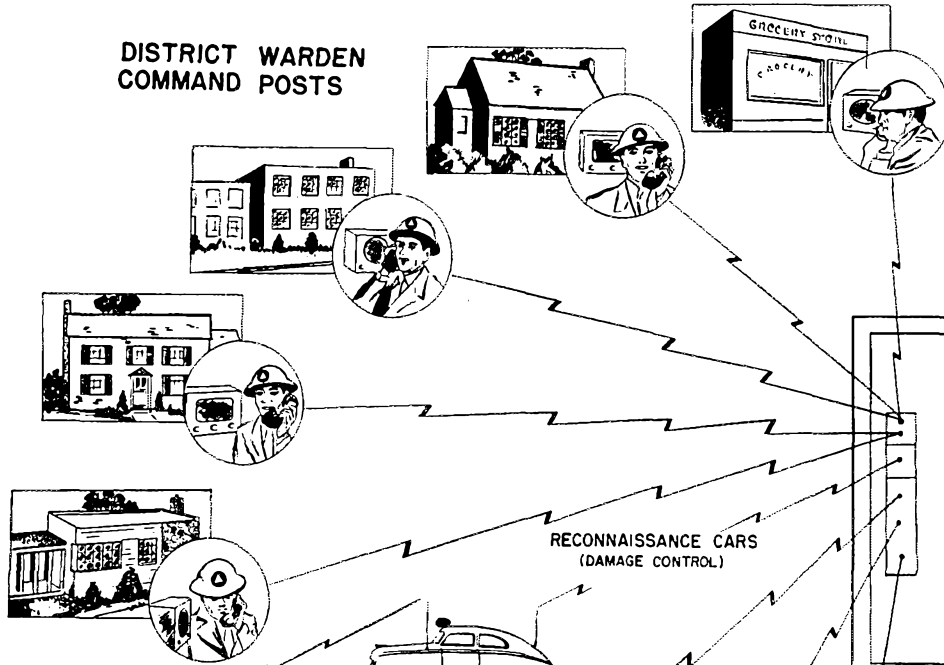 DISTRICT WARDEN
COMMAND POSTS
GROCERY STORE
GROCERY
RECONNAISSANCE CARS
(DAMAGE CONTROL)